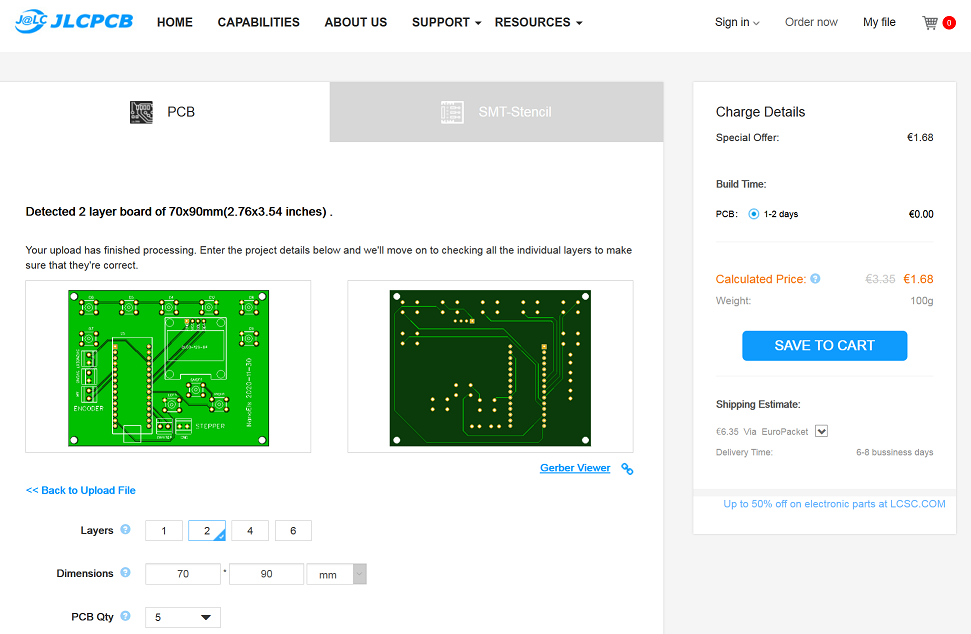 J@LC JLCPCB HOME CAPABILITIES ABOUT US SUPPORT RESOURCES Sign in Order now My file 0
PCB SMT-Stencil
Detected 2 layer board of 70x90mm(2.76x3.54 inches) .
Your upload has finished processing. Enter the project details below and we'll move on to checking all the individual layers to make
sure that they're correct.
ENCODER
STEPPER
NanoEls 2020-11-30
Gerber Viewer
<< Back to Upload File
Layers ? 1 2 4 6
Dimensions ? 70 * 90 mm
PCB Qty ? 5
Charge Details
Special Offer: €1.68
Build Time:
PCB: 1-2 days €0.00
Calculated Price: ? €3.35 €1.68
Weight: 100g
SAVE TO CART
Shipping Estimate:
€6.35 Via EuroPacket
Delivery Time: 6-8 bussiness days
Up to 50% off on electronic parts at LCSC.COM